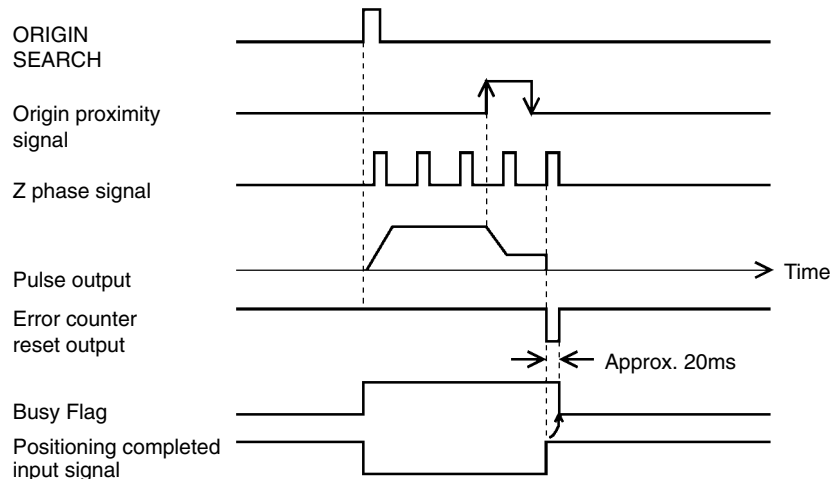 ORIGIN
SEARCH
Origin proximity
signal
Z phase signal
Pulse output
Time
Error counter
reset output
Approx. 20ms
Busy Flag
Positioning completed
input signal